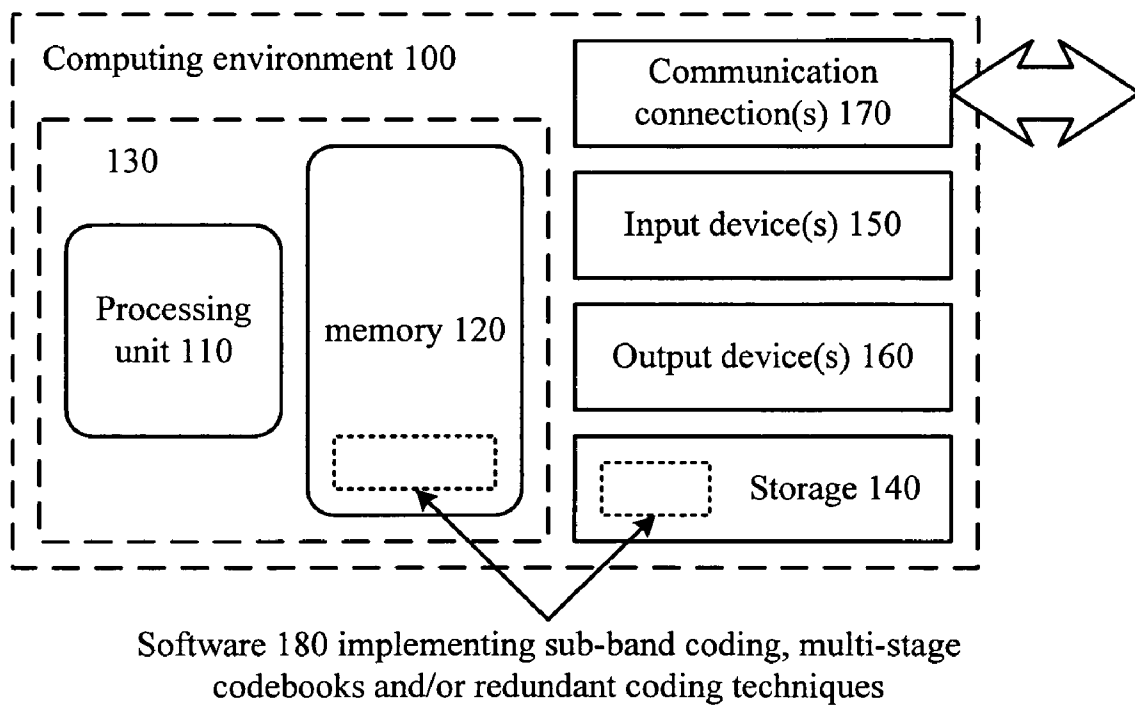 Computing environment 100
130
Processing
unit 110
memory 120
Communication
connection(s) 170
Input device(s) 150
Output device(s) 160
Storage 140
Software 180 implementing sub-band coding, multi-stage
codebooks and/or redundant coding techniques